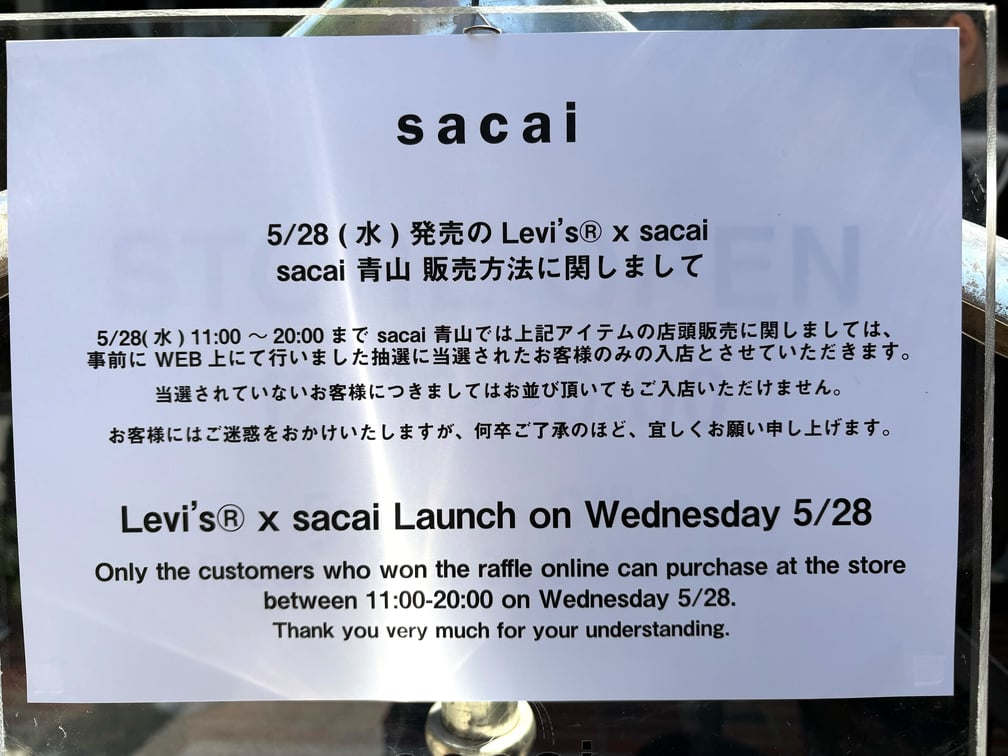 sacai
5/28 ( 水 ) 発売の Levi's® x sacai
sacai 青山 販売方法に関しまして
5/28( 水 ) 11:00 ～ 20:00 まで sacai 青山では上記アイテムの店頭販売に関しましては、
事前に WEB 上にて行いました抽選に当選されたお客様のみの入店とさせていただきます。
当選されていないお客様につきましてはお並び頂いてもご入店いただけません。
お客様にはご迷惑をおかけいたしますが、何卒ご了承のほど、宜しくお願い申し上げます。
Levi's® x sacai Launch on Wednesday 5/28
Only the customers who won the raffle online can purchase at the store
between 11:00-20:00 on Wednesday 5/28.
Thank you very much for your understanding.